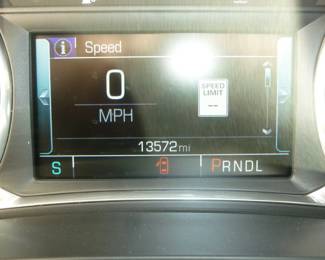 i Speed
0
MPH
SPEED
LIMIT
--
13572 mi
S
PRNDL